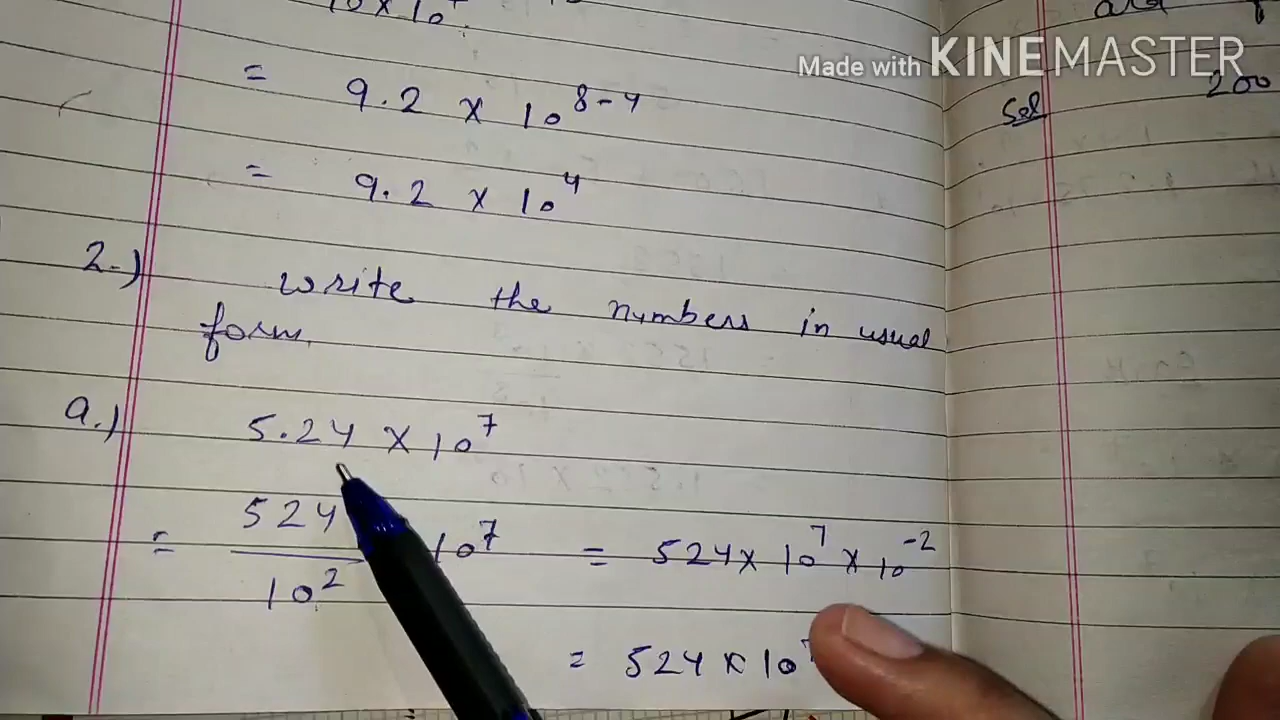 Made with KINEMASTER
= 9.2 x 10^8-4
= 9.2 x 10^4
2.) Write the numbers in usual
form.
a.) 5.24 x 10^7
= 524/10^2 10^7 = 524 x 10^7 x 10^-2
= 524 x 10
and
Sol 200